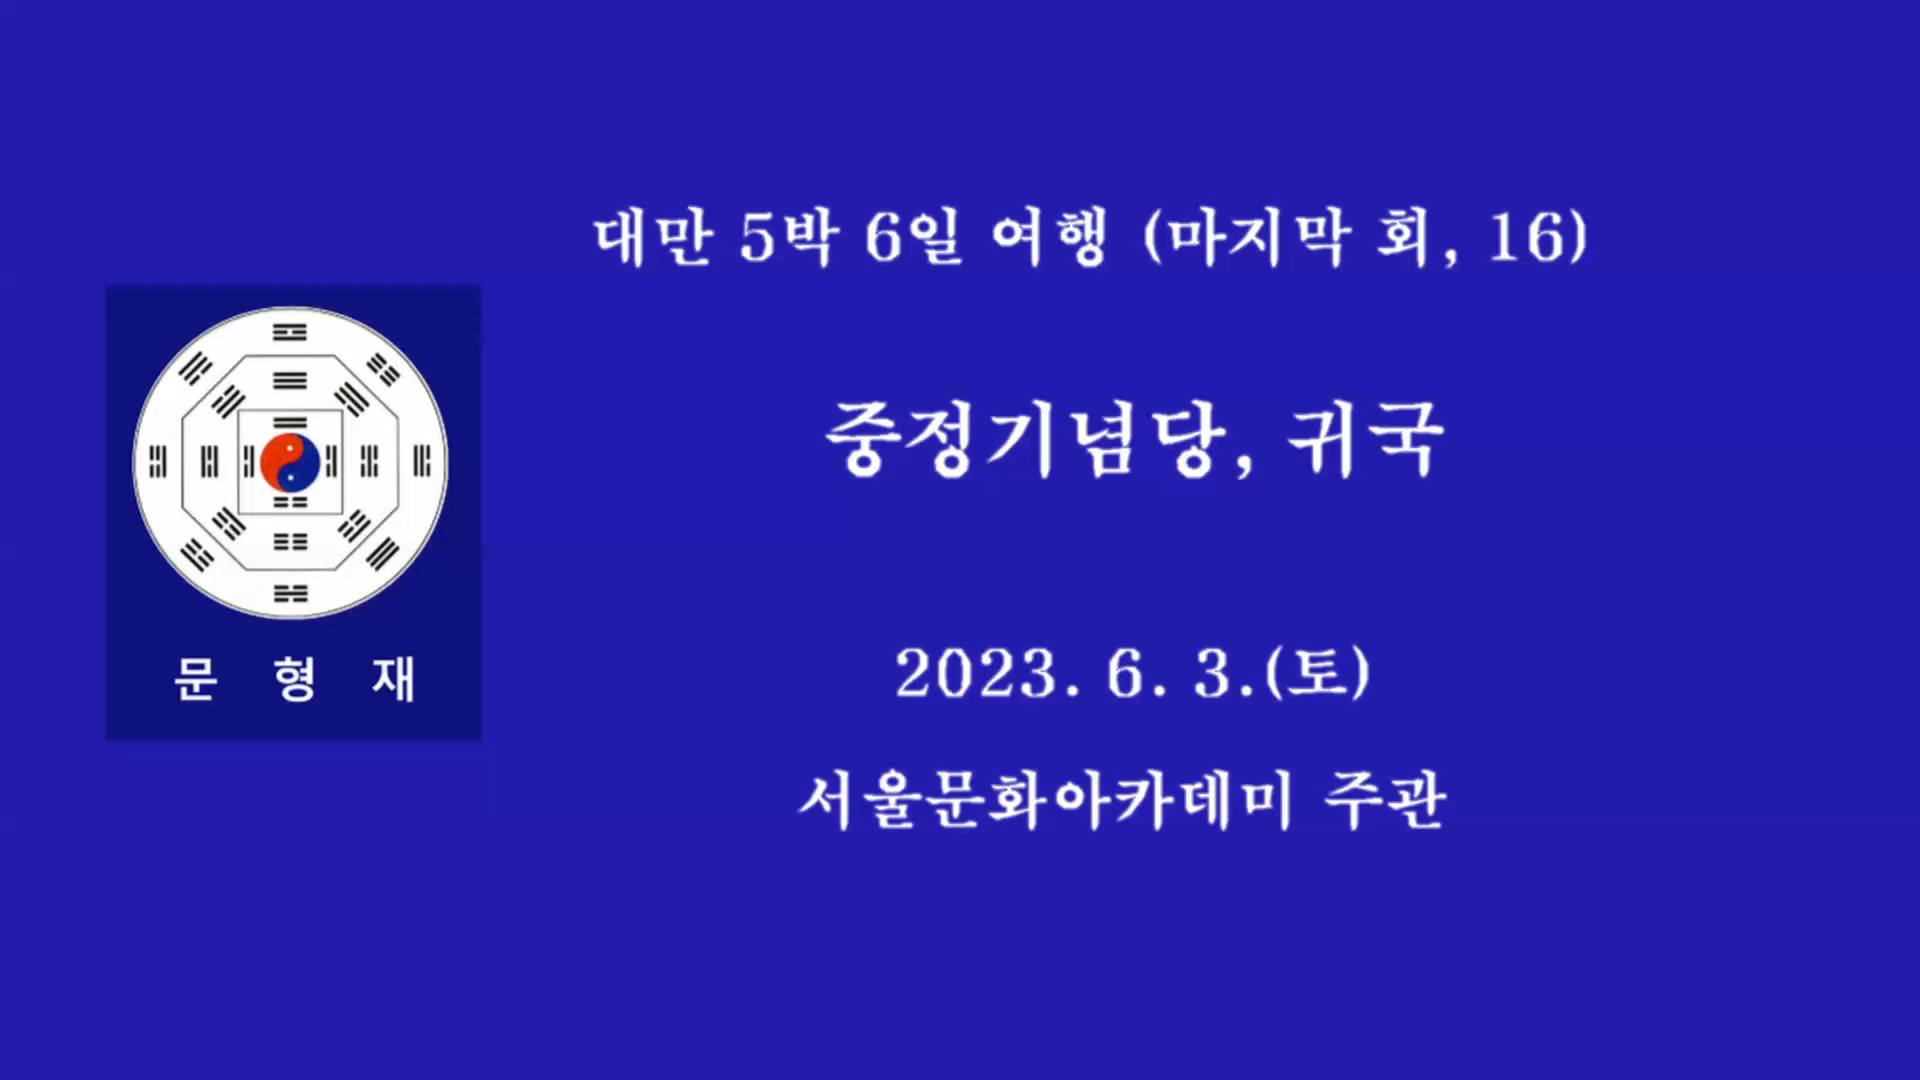 대만 5박 6일 여행 (마지막 회, 16)
중정기념당, 귀국
2023. 6. 3.(토)
서울문화아카데미 주관
문 형 재